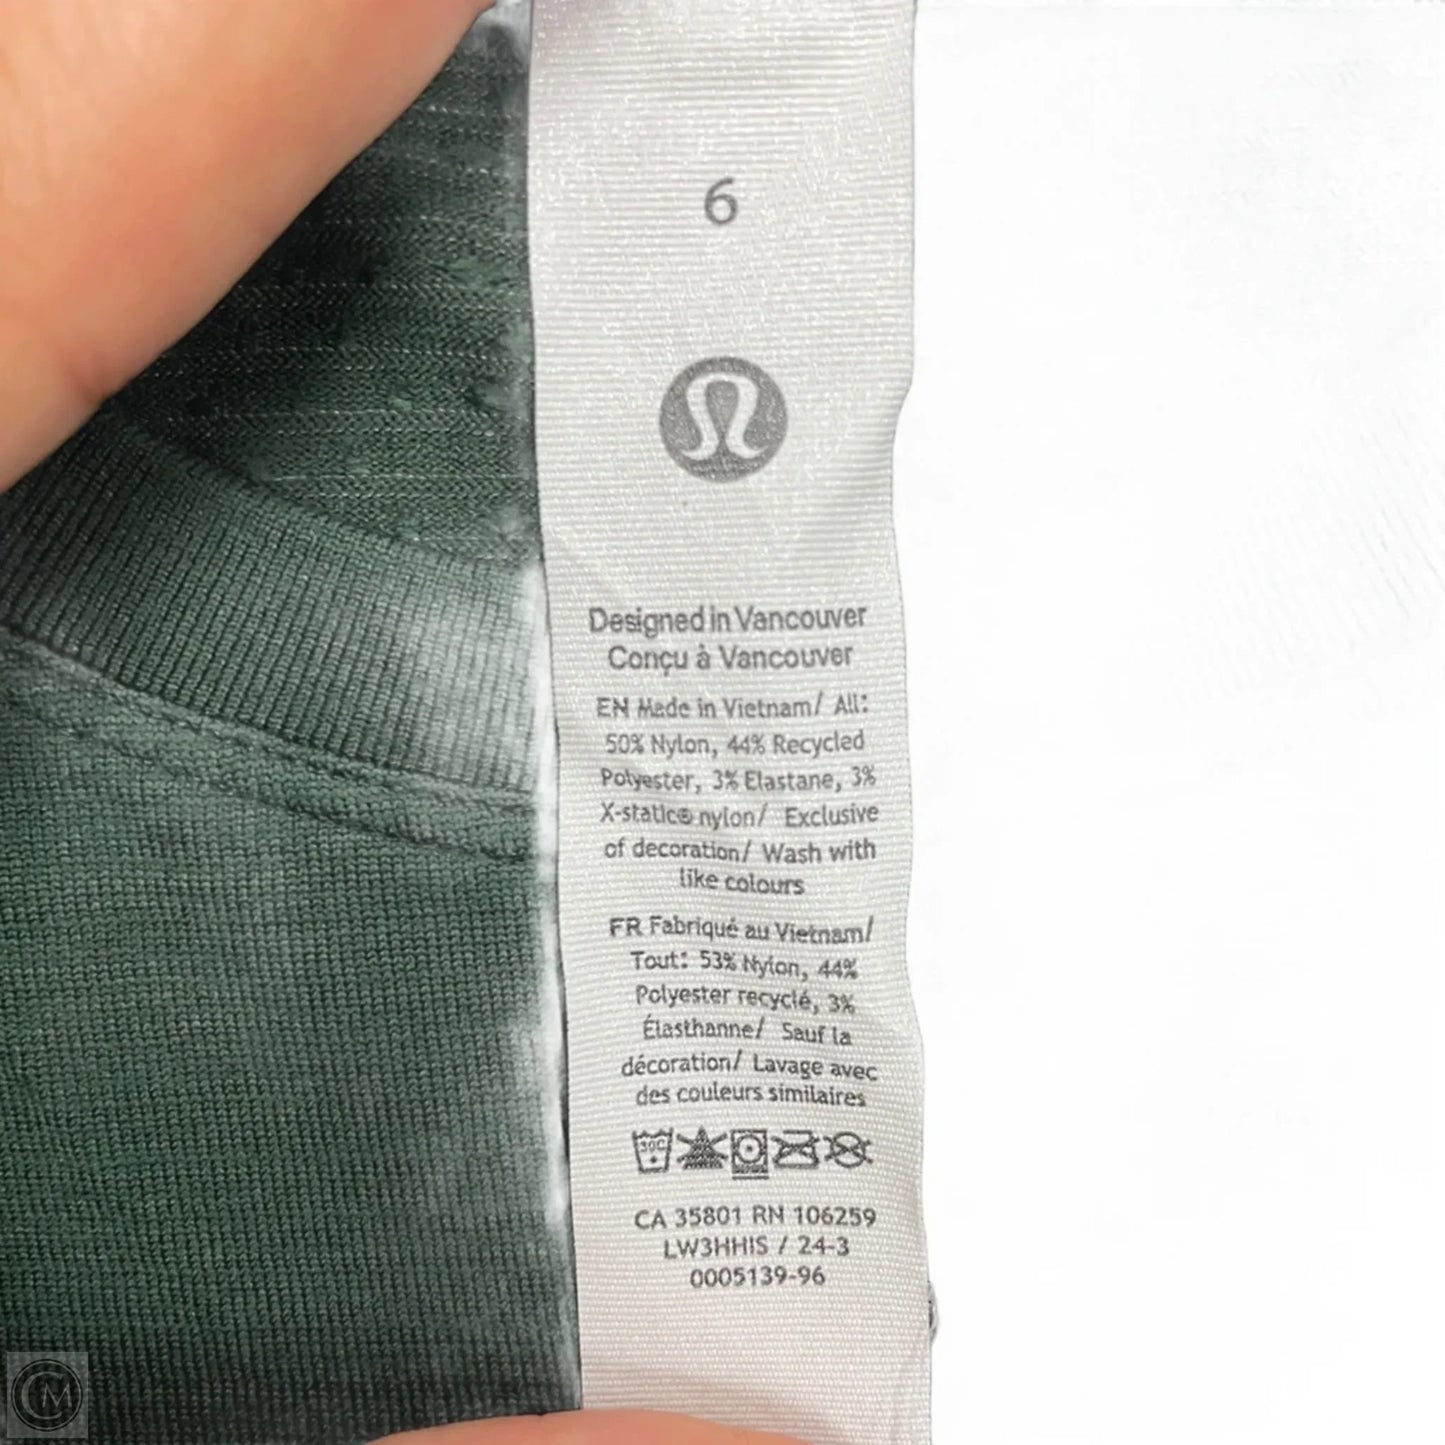 6
Designed in Vancouver
Conçu à Vancouver
EN Made in Vietnam/ All:
50% Nylon, 44% Recycled
Polyester, 3% Elastane, 3%
X-static® nylon/ Exclusive
of decoration/ Wash with
like colours
FR Fabriqué au Vietnam/
Tout: 53% Nylon, 44%
Polyester recyclé, 3%
Élasthanne/ Sauf la
décoration/ Lavage avec
des couleurs similaires
30C
CA 35801 RN 106259
LW3HHIS / 24-3
0005139-96
CM